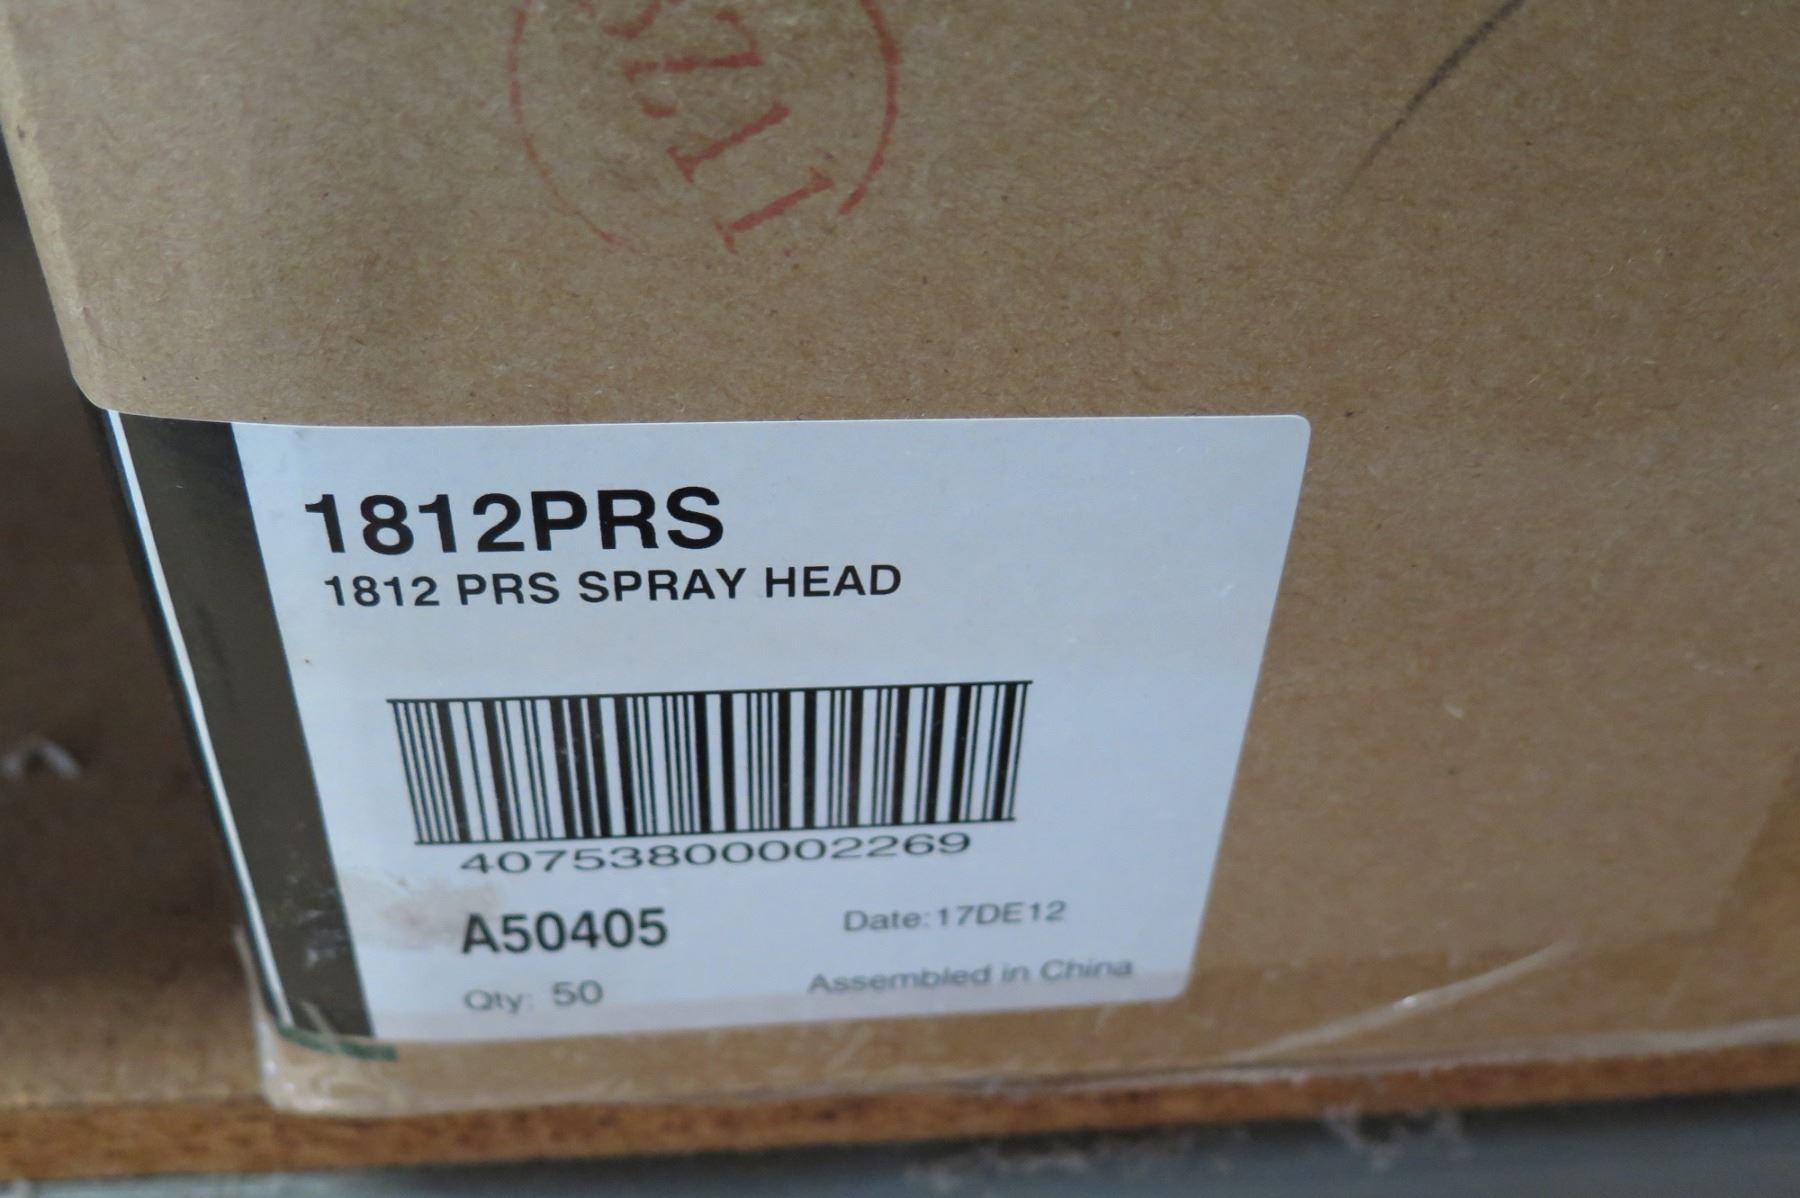 1812PRS
1812 PRS SPRAY HEAD
40753800002269
A50405
Date:17DE12
Qty: 50
Assembled in China